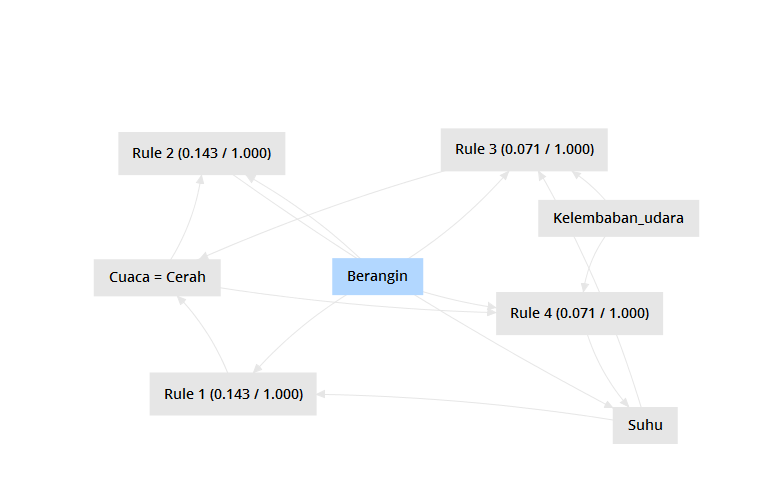 Rule 2 (0.143 / 1.000)
Rule 3 (0.071 / 1.000)
Kelembaban_udara
Cuaca = Cerah
Berangin
Rule 4 (0.071 / 1.000)
Rule 1 (0.143 / 1.000)
Suhu